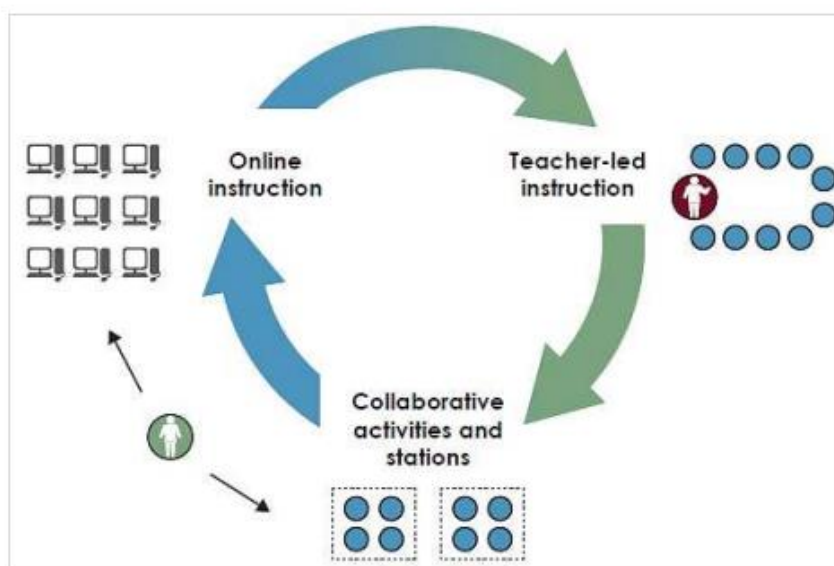 Online
instruction
Teacher-led
instruction
Collaborative
activities and
stations